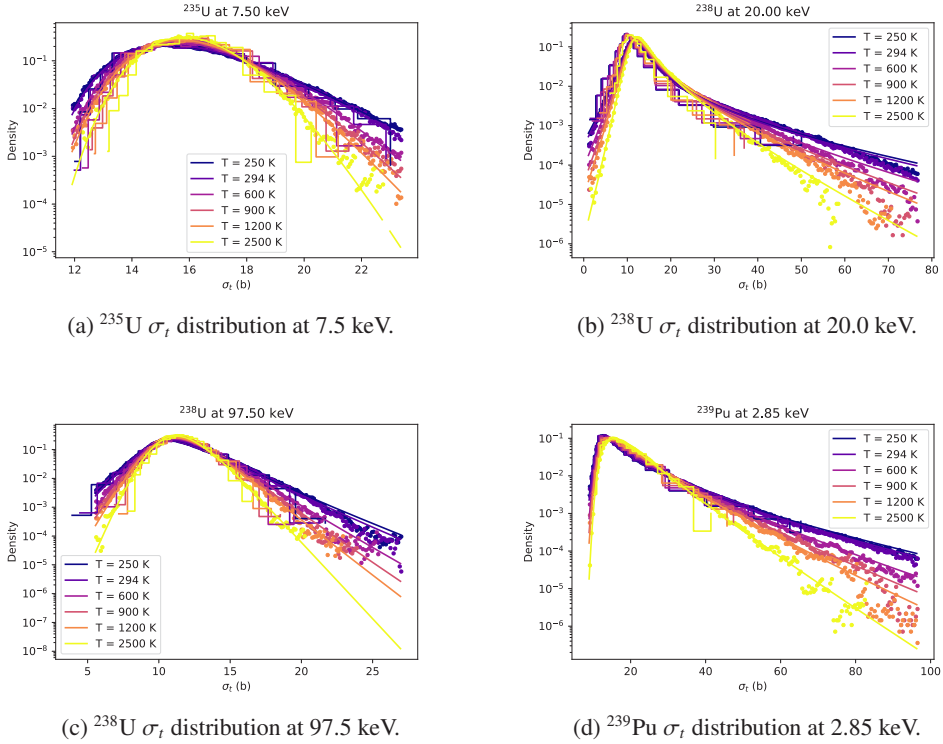 ²³⁵U at 7.50 keV
10⁻¹
10⁻²
10⁻³
10⁻⁴
10⁻⁵
Density
T = 250 K
T = 294 K
T = 600 K
T = 900 K
T = 1200 K
T = 2500 K
12 14 16 18 20 22
σₜ (b)
(a) ²³⁵U σₜ distribution at 7.5 keV.
²³⁸U at 20.00 keV
10⁻¹
10⁻²
10⁻³
10⁻⁴
10⁻⁵
10⁻⁶
Density
T = 250 K
T = 294 K
T = 600 K
T = 900 K
T = 1200 K
T = 2500 K
0 10 20 30 40 50 60 70 80
σₜ (b)
(b) ²³⁸U σₜ distribution at 20.0 keV.
²³⁸U at 97.50 keV
10⁻¹
10⁻²
10⁻³
10⁻⁴
10⁻⁵
10⁻⁶
10⁻⁷
10⁻⁸
Density
T = 250 K
T = 294 K
T = 600 K
T = 900 K
T = 1200 K
T = 2500 K
5 10 15 20 25
σₜ (b)
(c) ²³⁸U σₜ distribution at 97.5 keV.
²³⁹Pu at 2.85 keV
10⁻¹
10⁻²
10⁻³
10⁻⁴
10⁻⁵
10⁻⁶
Density
T = 250 K
T = 294 K
T = 600 K
T = 900 K
T = 1200 K
T = 2500 K
20 40 60 80 100
σₜ (b)
(d) ²³⁹Pu σₜ distribution at 2.85 keV.